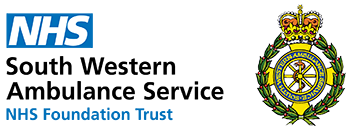 NHS
South Western
Ambulance Service
NHS Foundation Trust